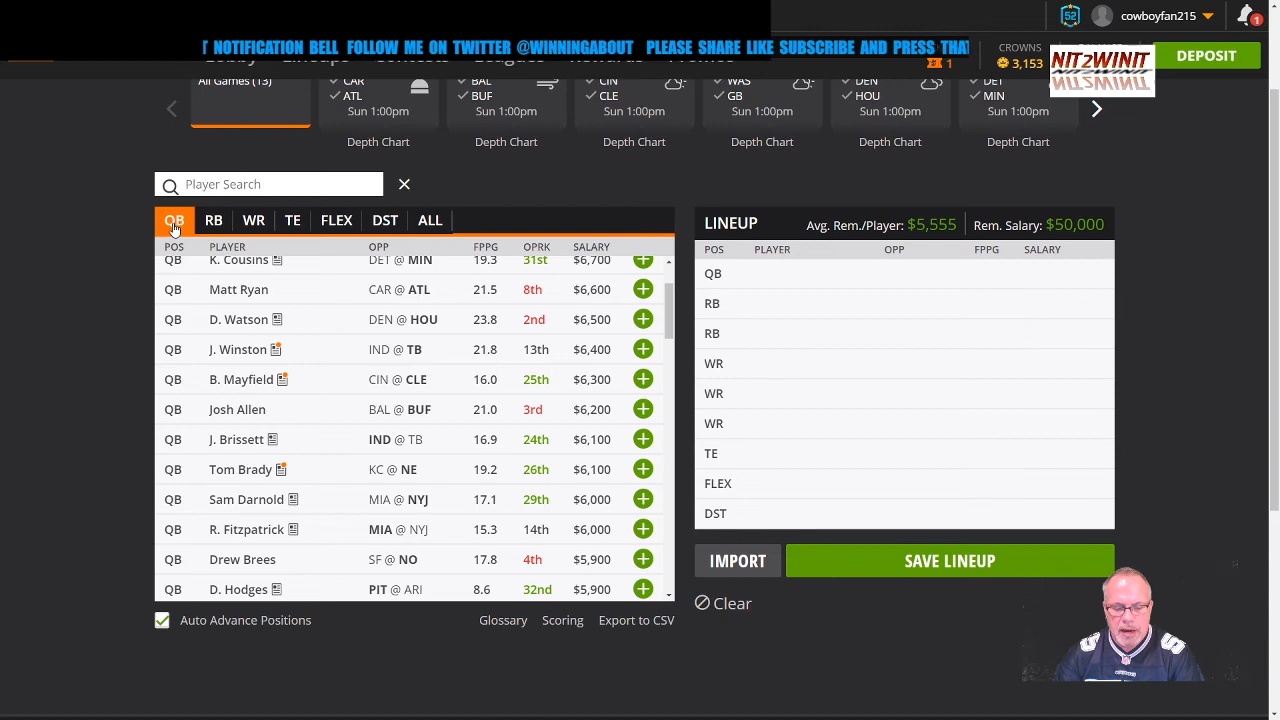 52 cowboyfan215 1
T NOTIFICATION BELL FOLLOW ME ON TWITTER @WINNINGABOUT PLEASE SHARE LIKE SUBSCRIBE AND PRESS THAT
CROWNS
3,153
1
NIT2WINIT
DEPOSIT
All Games (13)
CAR
ATL
Sun 1:00pm
BAL
BUF
Sun 1:00pm
CIN
CLE
Sun 1:00pm
WAS
GB
Sun 1:00pm
DEN
HOU
Sun 1:00pm
DET
MIN
Sun 1:00pm
Depth Chart Depth Chart Depth Chart Depth Chart Depth Chart Depth Chart
Player Search
QB RB WR TE FLEX DST ALL
POS PLAYER OPP FPPG OPRK SALARY
QB K. Cousins DET @ MIN 19.3 31st $6,700
QB Matt Ryan CAR @ ATL 21.5 8th $6,600
QB D. Watson DEN @ HOU 23.8 2nd $6,500
QB J. Winston IND @ TB 21.8 13th $6,400
QB B. Mayfield CIN @ CLE 16.0 25th $6,300
QB Josh Allen BAL @ BUF 21.0 3rd $6,200
QB J. Brissett IND @ TB 16.9 24th $6,100
QB Tom Brady KC @ NE 19.2 26th $6,100
QB Sam Darnold MIA @ NYJ 17.1 29th $6,000
QB R. Fitzpatrick MIA @ NYJ 15.3 14th $6,000
QB Drew Brees SF @ NO 17.8 4th $5,900
QB D. Hodges PIT @ ARI 8.6 32nd $5,900
Auto Advance Positions Glossary Scoring Export to CSV
LINEUP Avg. Rem./Player: $5,555 Rem. Salary: $50,000
POS PLAYER OPP FPPG SALARY
QB
RB
RB
WR
WR
WR
TE
FLEX
DST
IMPORT SAVE LINEUP
Clear
5 5